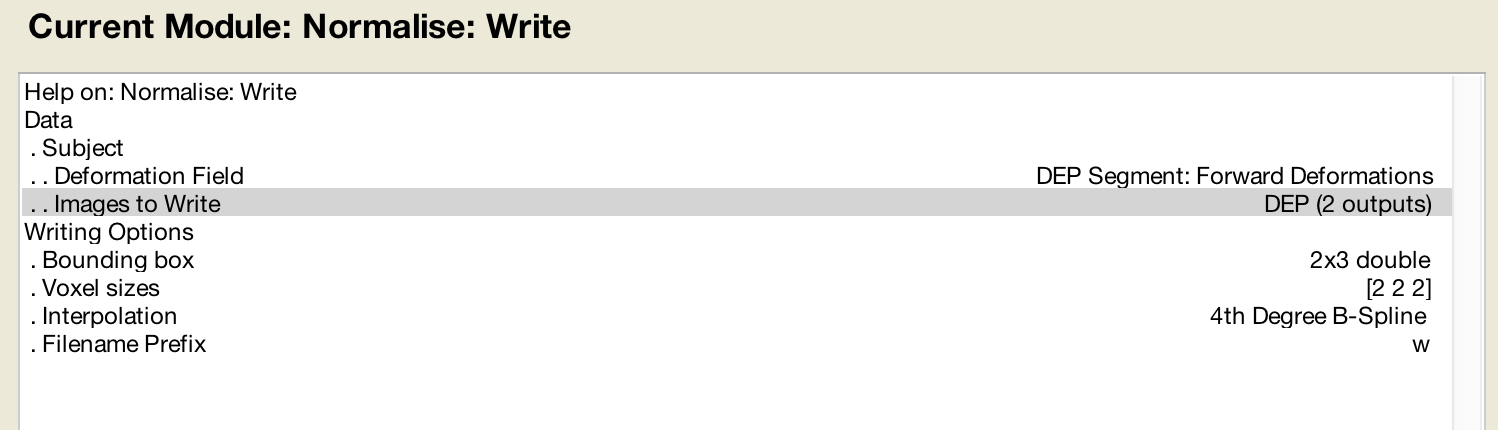 Current Module: Normalise: Write
Help on: Normalise: Write
Data
. Subject
. . Deformation Field DEP Segment: Forward Deformations
. . Images to Write DEP (2 outputs)
Writing Options
. Bounding box 2x3 double
. Voxel sizes [2 2 2]
. Interpolation 4th Degree B-Spline
. Filename Prefix w